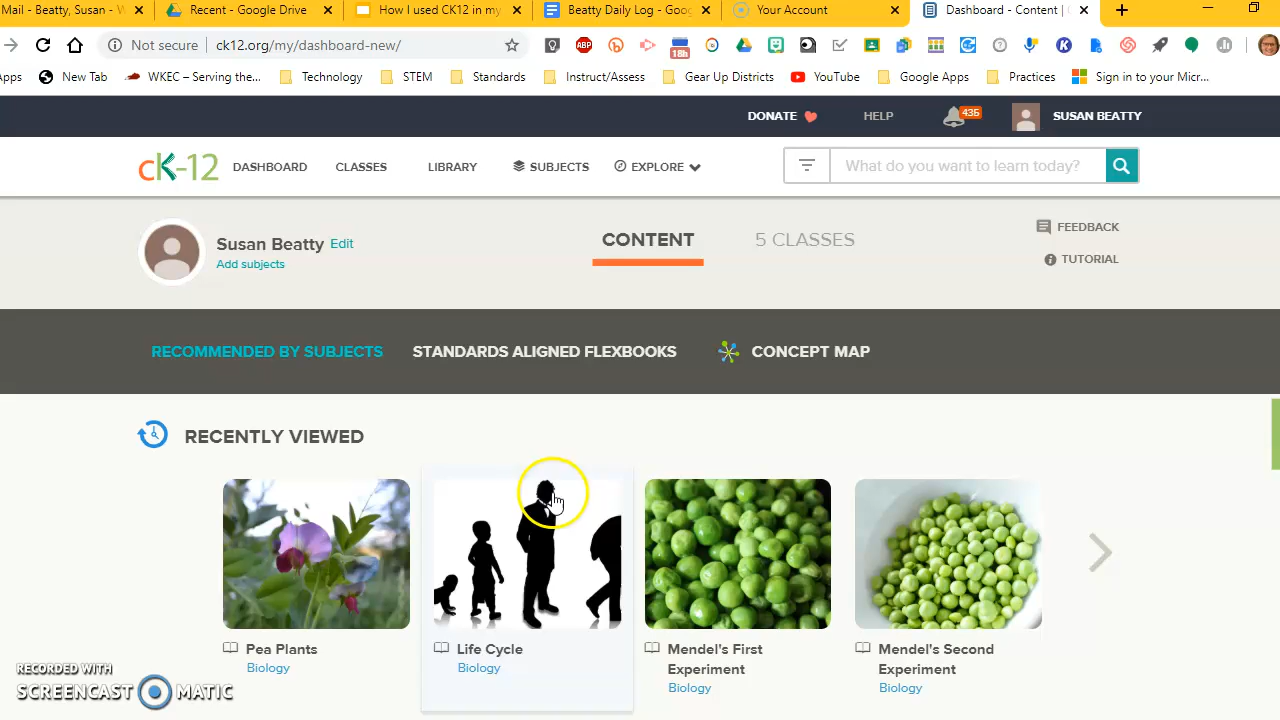 Mail - Beatty, Susan - W
Recent - Google Drive
How I used CK12 in my
Beatty Daily Log - Goog
Your Account
Dashboard - Content | C
Not secure | ck12.org/my/dashboard-new/
ABP
18h
Apps
New Tab
WKEC – Serving the...
Technology
STEM
Standards
Instruct/Assess
Gear Up Districts
YouTube
Google Apps
Practices
Sign in to your Micr...
DONATE
HELP
435
SUSAN BEATTY
cK-12
DASHBOARD
CLASSES
LIBRARY
SUBJECTS
EXPLORE
What do you want to learn today?
Susan Beatty Edit
Add subjects
CONTENT
5 CLASSES
FEEDBACK
TUTORIAL
RECOMMENDED BY SUBJECTS
STANDARDS ALIGNED FLEXBOOKS
CONCEPT MAP
RECENTLY VIEWED
Pea Plants
Biology
Life Cycle
Biology
Mendel's First
Experiment
Biology
Mendel's Second
Experiment
Biology
RECORDED WITH
SCREENCAST MATIC